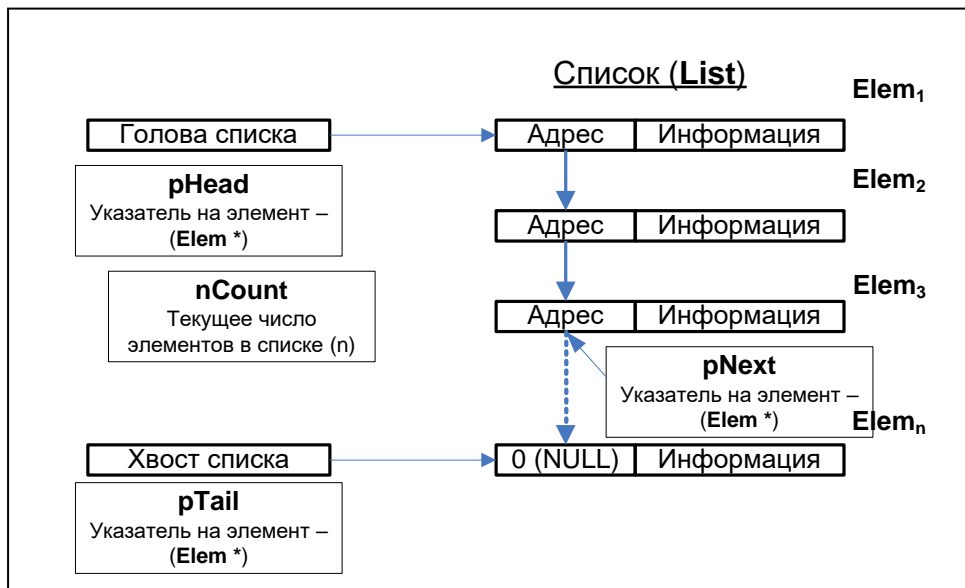 Список (List)
Elem₁
Голова списка
Адрес Информация
pHead
Указатель на элемент –
(Elem *)
Elem₂
Адрес Информация
nCount
Текущее число
элементов в списке (n)
Elem₃
Адрес Информация
pNext
Указатель на элемент –
(Elem *)
Elemₙ
Хвост списка
0 (NULL) Информация
pTail
Указатель на элемент –
(Elem *)